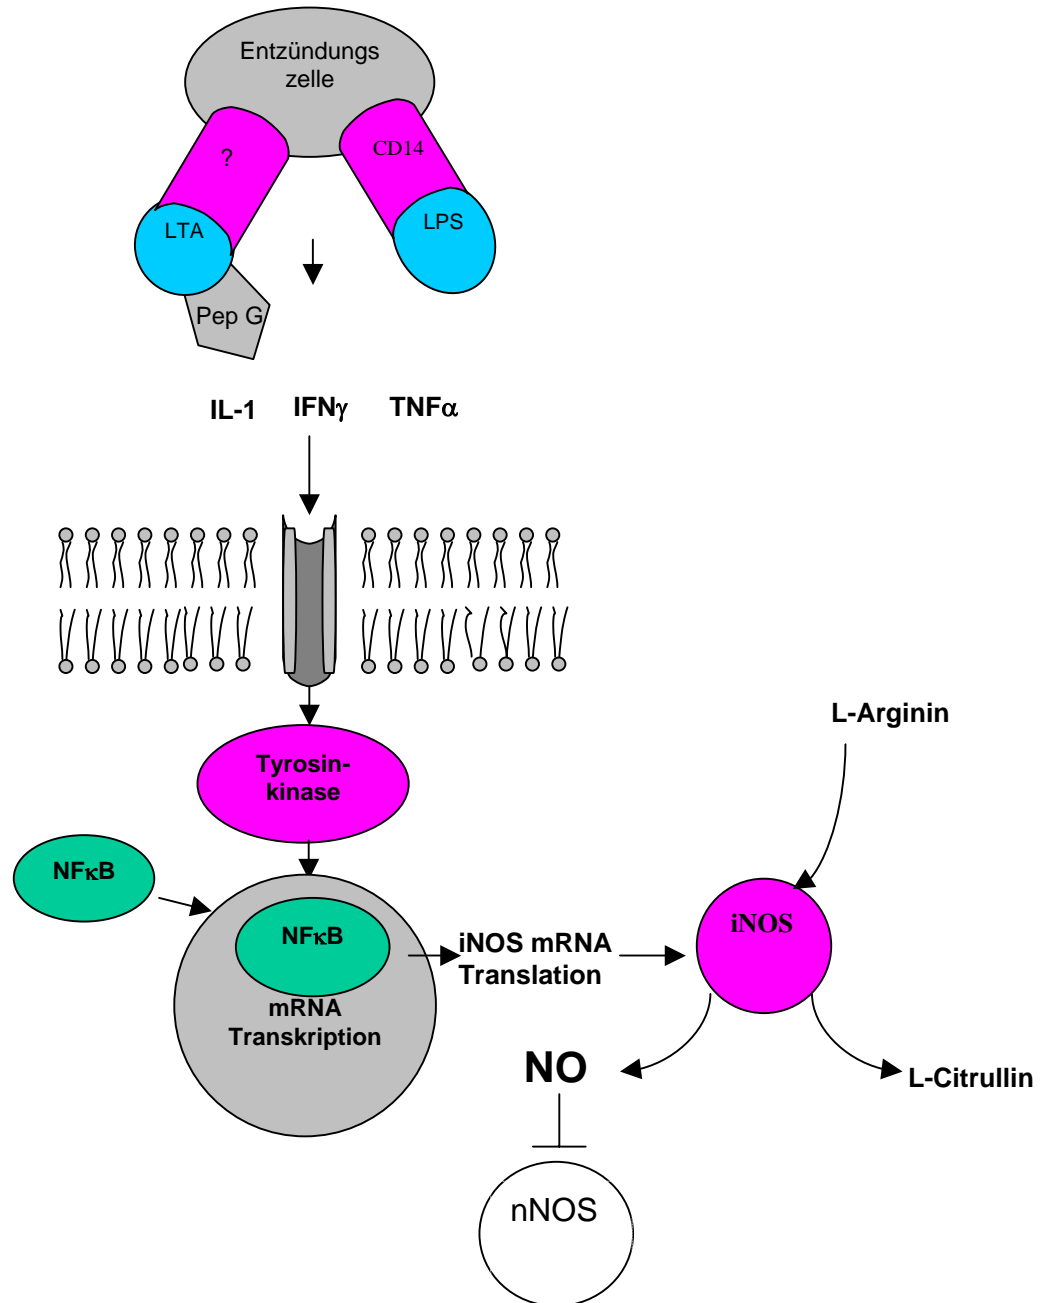 Entzündungs
zelle
?
CD14
LTA
LPS
Pep G
IL-1 IFNγ TNFα
L-Arginin
Tyrosin-
kinase
NFκB
NFκB
iNOS
iNOS mRNA
Translation
mRNA
Transkription
NO
L-Citrullin
nNOS